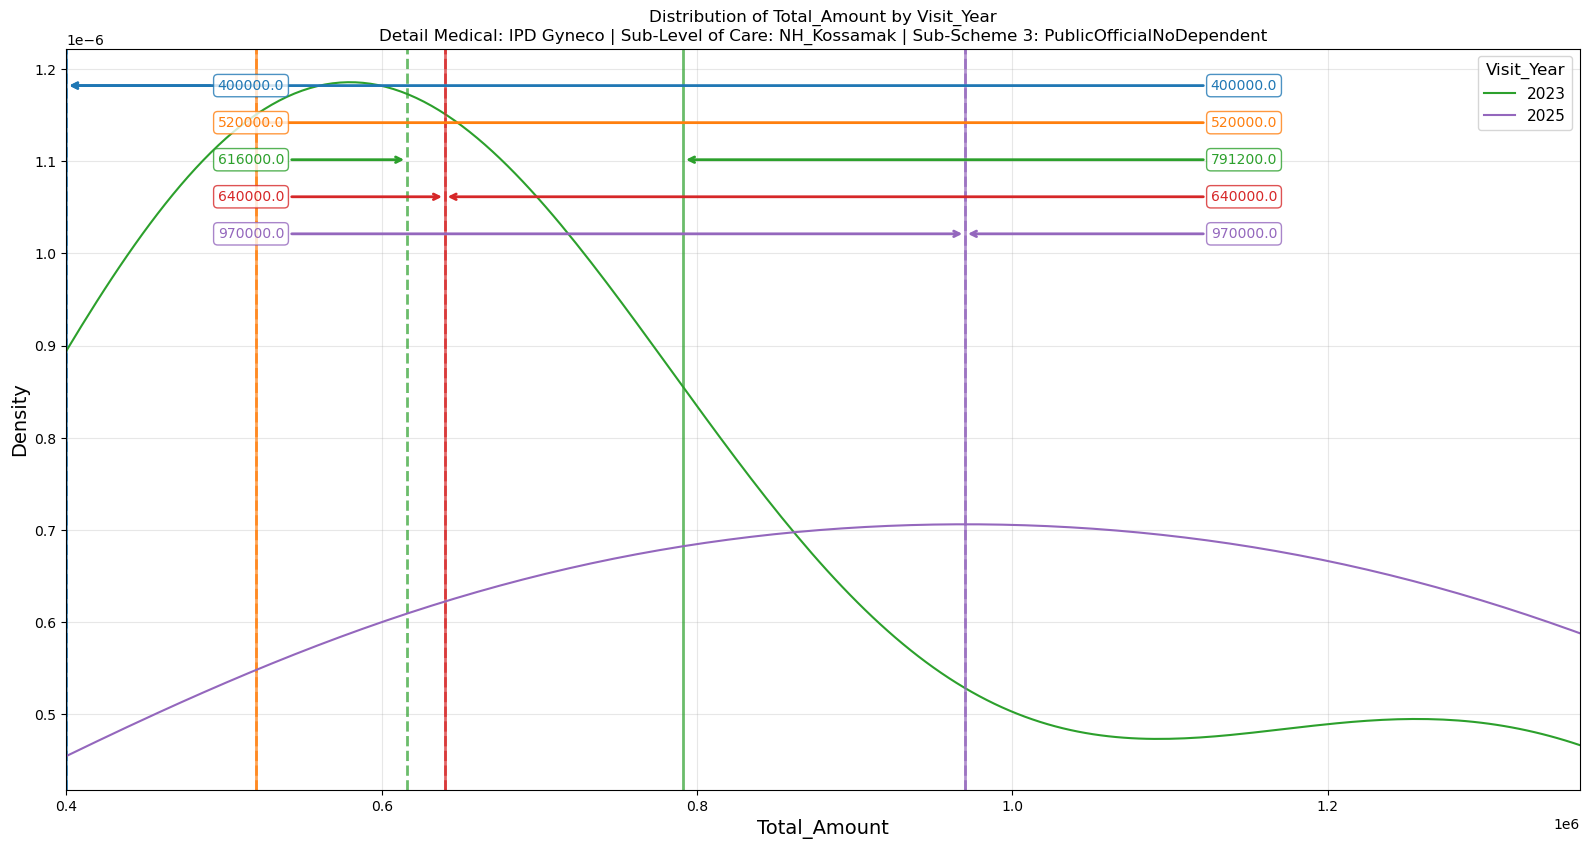 Distribution of Total_Amount by Visit_Year
Detail Medical: IPD Gyneco | Sub-Level of Care: NH_Kossamak | Sub-Scheme 3: PublicOfficialNoDependent
1e−6
Visit_Year
2023
2025
400000.0 400000.0
520000.0 520000.0
616000.0 791200.0
640000.0 640000.0
970000.0 970000.0
1.2
1.1
1.0
0.9
0.8
0.7
0.6
0.5
Density
0.4 0.6 0.8 1.0 1.2
1e6
Total_Amount